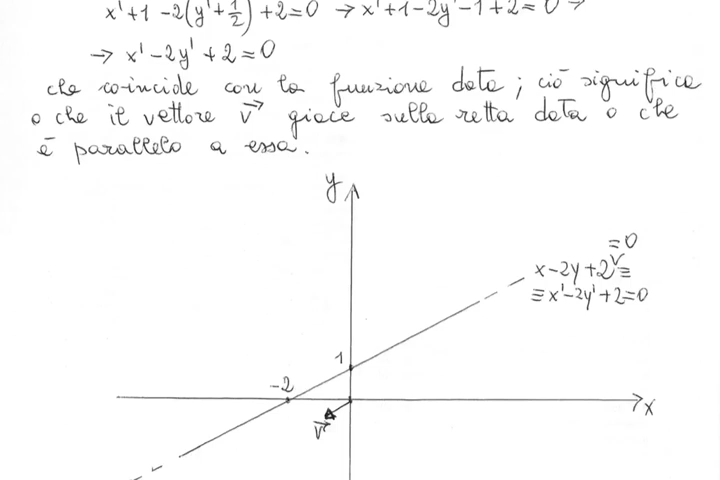 x'+1 -2(y'+1/2)+2=0 → x'+1-2y'-1+2=0 →
→ x'-2y'+2=0
che coincide con la funzione data; ciò significa
o che il vettore v→ giace sulla retta data o che
è parallelo a essa.
y
=0
x-2y+2 ≡
≡x'-2y'+2=0
1
-2
x
v→